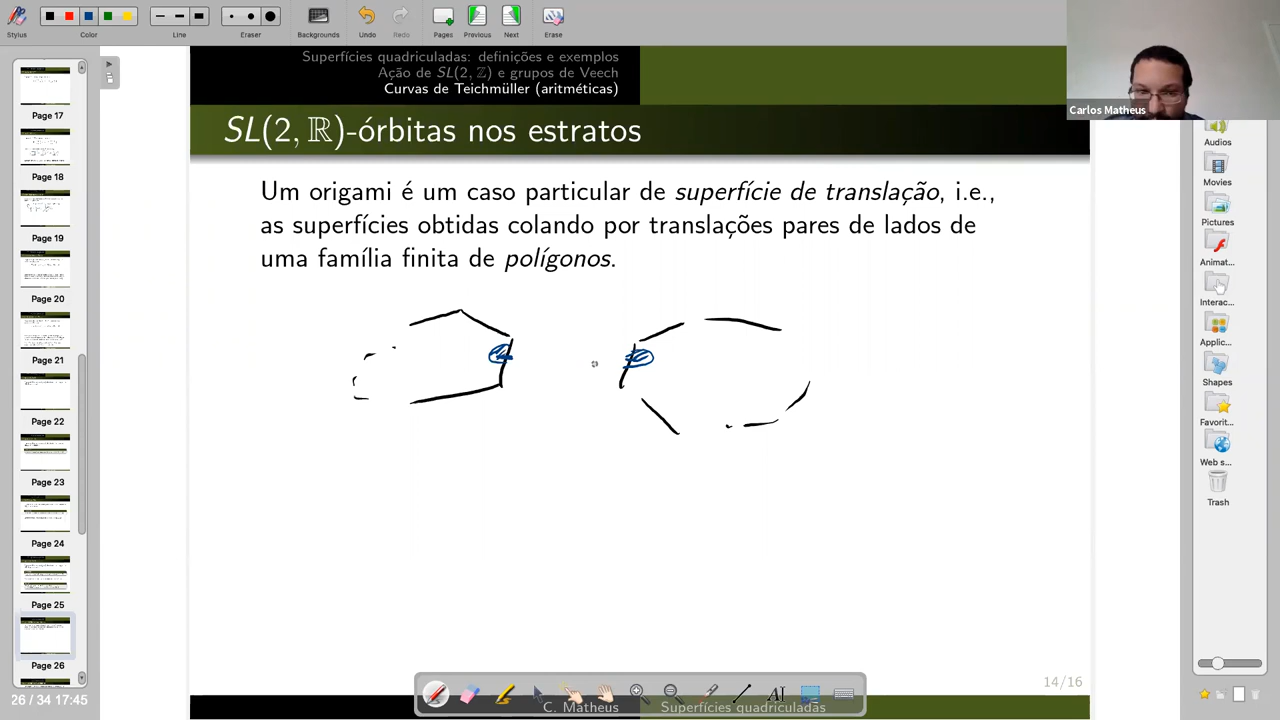 Stylus
Color
Line
Eraser
Backgrounds
Undo
Redo
Pages
Previous
Next
Erase
Page 17
Page 18
Page 19
Page 20
Page 21
Page 22
Page 23
Page 24
Page 25
Page 26
26 / 34 17:45
Superfícies quadriculadas: definições e exemplos
Ação de SL(2, ℤ) e grupos de Veech
Curvas de Teichmüller (aritméticas)
SL(2, ℝ)-órbitas nos estratos
Um origami é um caso particular de superfície de translação, i.e.,
as superfícies obtidas colando por translações pares de lados de
uma família finita de polígonos.
14/16
C. Matheus
Superfícies quadriculadas
Carlos Matheus
Audios
Movies
Pictures
Animat...
Interac...
Applic...
Shapes
Favorit...
Web s...
Trash